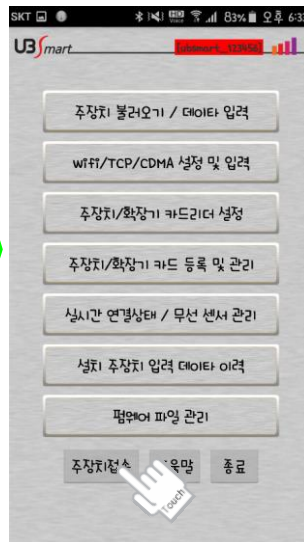 SKT 83% 오후 6:33
UBSmart [ubsmart_123456]
주장치 불러오기 / 데이타 입력
wifi/TCP/CDMA 설정 및 입력
주장치/확장기 카드리더 설정
주장치/확장기 카드 등록 및 관리
실시간 연결상태 / 무선 센서 관리
설치 주장치 입력 데이타 이력
펌웨어 파일 관리
주장치접속 종료
Touch